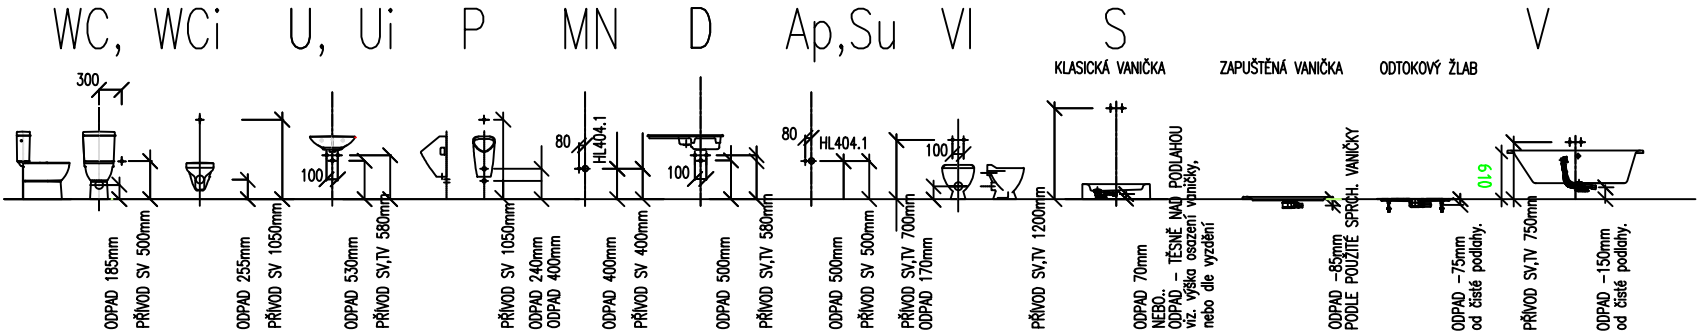 WC, WCi U, Ui P MN D Ap,Su Vl S V
KLASICKÁ VANIČKA ZAPUŠTĚNÁ VANIČKA ODTOKOVÝ ŽLAB
300
80
HL404.1
80
HL404.1
100
100
100
610
ODPAD 185mm
PŘÍVOD SV 500mm
ODPAD 255mm
PŘÍVOD SV 1050mm
ODPAD 530mm
PŘÍVOD SV,TV 580mm
PŘÍVOD SV 1050mm
ODPAD 240mm
ODPAD 400mm
ODPAD 400mm
PŘÍVOD SV 400mm
ODPAD 500mm
PŘÍVOD SV,TV 580mm
ODPAD 500mm
PŘÍVOD SV 500mm
PŘÍVOD SV,TV 700mm
ODPAD 170mm
PŘÍVOD SV,TV 1200mm
ODPAD 70mm
NEBO..
ODPAD - TĚSNĚ NAD PODLAHOU
viz. výška osazení vaničky,
nebo dle vyzdění
ODPAD -85mm
PODLE POUŽITÉ SPRCH. VANIČKY
ODPAD -75mm
od čisté podlahy.
PŘÍVOD SV,TV 750mm
ODPAD -150mm
od čisté podlahy.